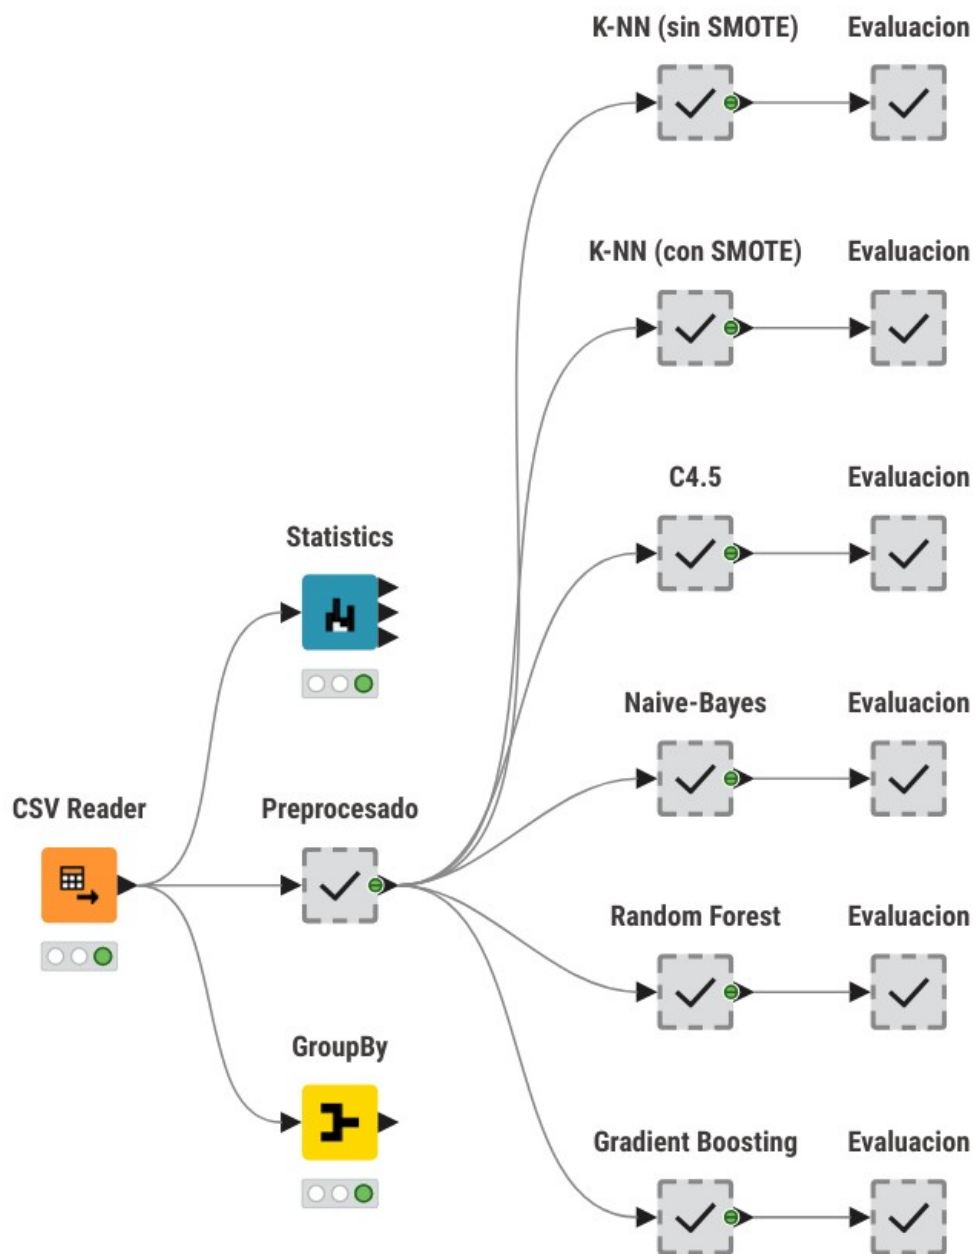 K-NN (sin SMOTE) Evaluacion
K-NN (con SMOTE) Evaluacion
C4.5 Evaluacion
Statistics
Naive-Bayes Evaluacion
CSV Reader Preprocesado
Random Forest Evaluacion
GroupBy
Gradient Boosting Evaluacion